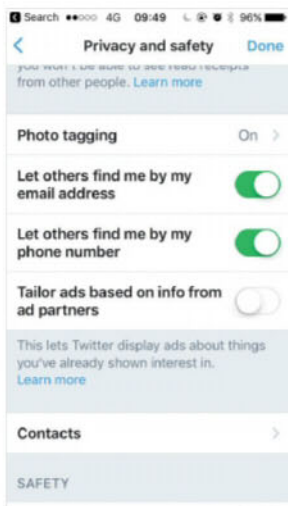 Search 4G 09:49 96%
Privacy and safety Done
you won't be able to see read receipts
from other people. Learn more
Photo tagging On
Let others find me by my
email address
Let others find me by my
phone number
Tailor ads based on info from
ad partners
This lets Twitter display ads about things
you've already shown interest in.
Learn more
Contacts
SAFETY